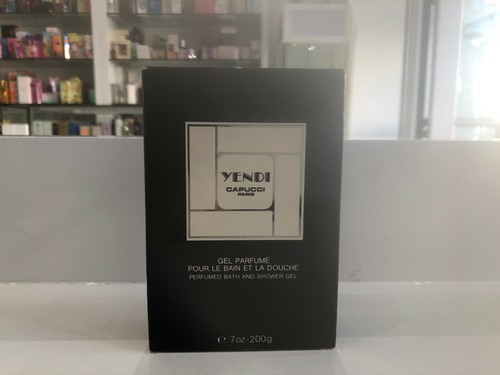 YENDI
CAPUCCI
PARIS
GEL PARFUMÉ
POUR LE BAIN ET LA DOUCHE
PERFUMED BATH AND SHOWER GEL
℮ 7oz-200g